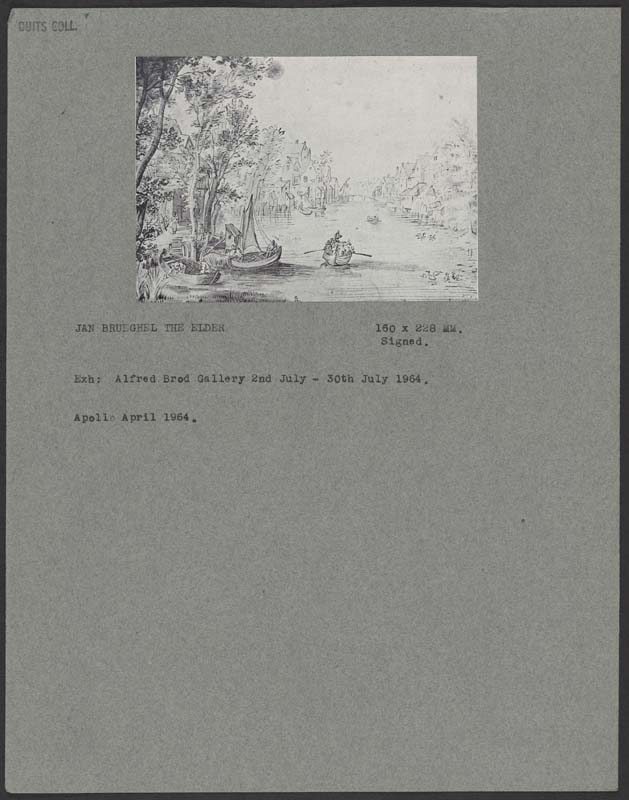 DUITS COLL.
JAN BRUEGHEL THE ELDER
160 x 228 MM.
Signed.
Exh: Alfred Brod Gallery 2nd July - 30th July 1964.
Apollo April 1964.